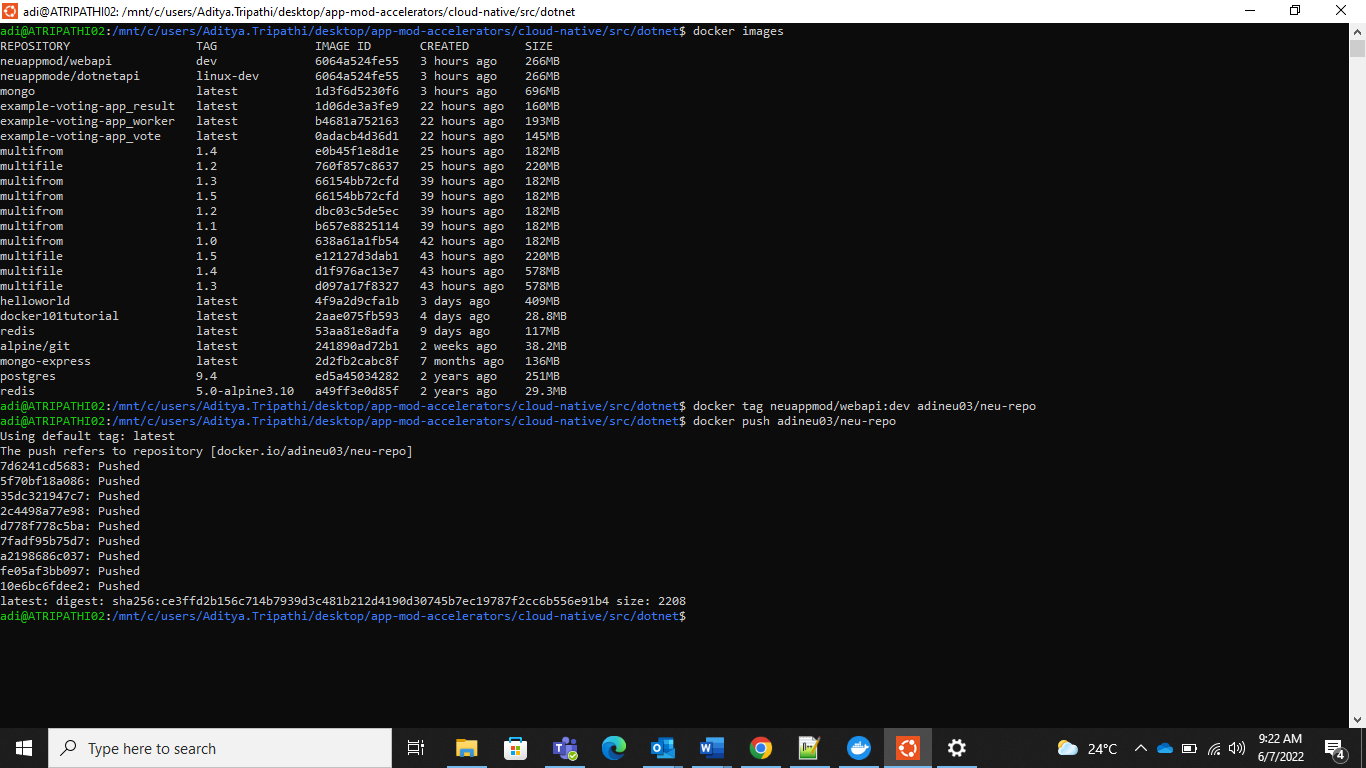 adi@ATRIPATHI02: /mnt/c/users/Aditya.Tripathi/desktop/app-mod-accelerators/cloud-native/src/dotnet
adi@ATRIPATHI02:/mnt/c/users/Aditya.Tripathi/desktop/app-mod-accelerators/cloud-native/src/dotnet$ docker images
REPOSITORY TAG IMAGE ID CREATED SIZE
neuappmod/webapi dev 6064a524fe55 3 hours ago 266MB
neuappmode/dotnetapi linux-dev 6064a524fe55 3 hours ago 266MB
mongo latest 1d3f6d5230f6 3 hours ago 696MB
example-voting-app_result latest 1d06de3a3fe9 22 hours ago 160MB
example-voting-app_worker latest b4681a752163 22 hours ago 193MB
example-voting-app_vote latest 0adacb4d36d1 22 hours ago 145MB
multifrom 1.4 e0b45f1e8d1e 25 hours ago 182MB
multifile 1.2 760f857c8637 25 hours ago 220MB
multifrom 1.3 66154bb72cfd 39 hours ago 182MB
multifrom 1.5 66154bb72cfd 39 hours ago 182MB
multifrom 1.2 dbc03c5de5ec 39 hours ago 182MB
multifrom 1.1 b657e8825114 39 hours ago 182MB
multifrom 1.0 638a61a1fb54 42 hours ago 182MB
multifile 1.5 e12127d3dab1 43 hours ago 220MB
multifile 1.4 d1f976ac13e7 43 hours ago 578MB
multifile 1.3 d097a17f8327 43 hours ago 578MB
helloworld latest 4f9a2d9cfa1b 3 days ago 409MB
docker101tutorial latest 2aae075fb593 4 days ago 28.8MB
redis latest 53aa81e8adfa 9 days ago 117MB
alpine/git latest 241890ad72b1 2 weeks ago 38.2MB
mongo-express latest 2d2fb2cabc8f 7 months ago 136MB
postgres 9.4 ed5a45034282 2 years ago 251MB
redis 5.0-alpine3.10 a49ff3e0d85f 2 years ago 29.3MB
adi@ATRIPATHI02:/mnt/c/users/Aditya.Tripathi/desktop/app-mod-accelerators/cloud-native/src/dotnet$ docker tag neuappmod/webapi:dev adineu03/neu-repo
adi@ATRIPATHI02:/mnt/c/users/Aditya.Tripathi/desktop/app-mod-accelerators/cloud-native/src/dotnet$ docker push adineu03/neu-repo
Using default tag: latest
The push refers to repository [docker.io/adineu03/neu-repo]
7d6241cd5683: Pushed
5f70bf18a086: Pushed
35dc321947c7: Pushed
2c4498a77e98: Pushed
d778f778c5ba: Pushed
7fadf95b75d7: Pushed
a2198686c037: Pushed
fe05af3bb097: Pushed
10e6bc6fdee2: Pushed
latest: digest: sha256:ce3ffd2b156c714b7939d3c481b212d4190d30745b7ec19787f2cc6b556e91b4 size: 2208
adi@ATRIPATHI02:/mnt/c/users/Aditya.Tripathi/desktop/app-mod-accelerators/cloud-native/src/dotnet$
Type here to search
24°C
9:22 AM
6/7/2022
4